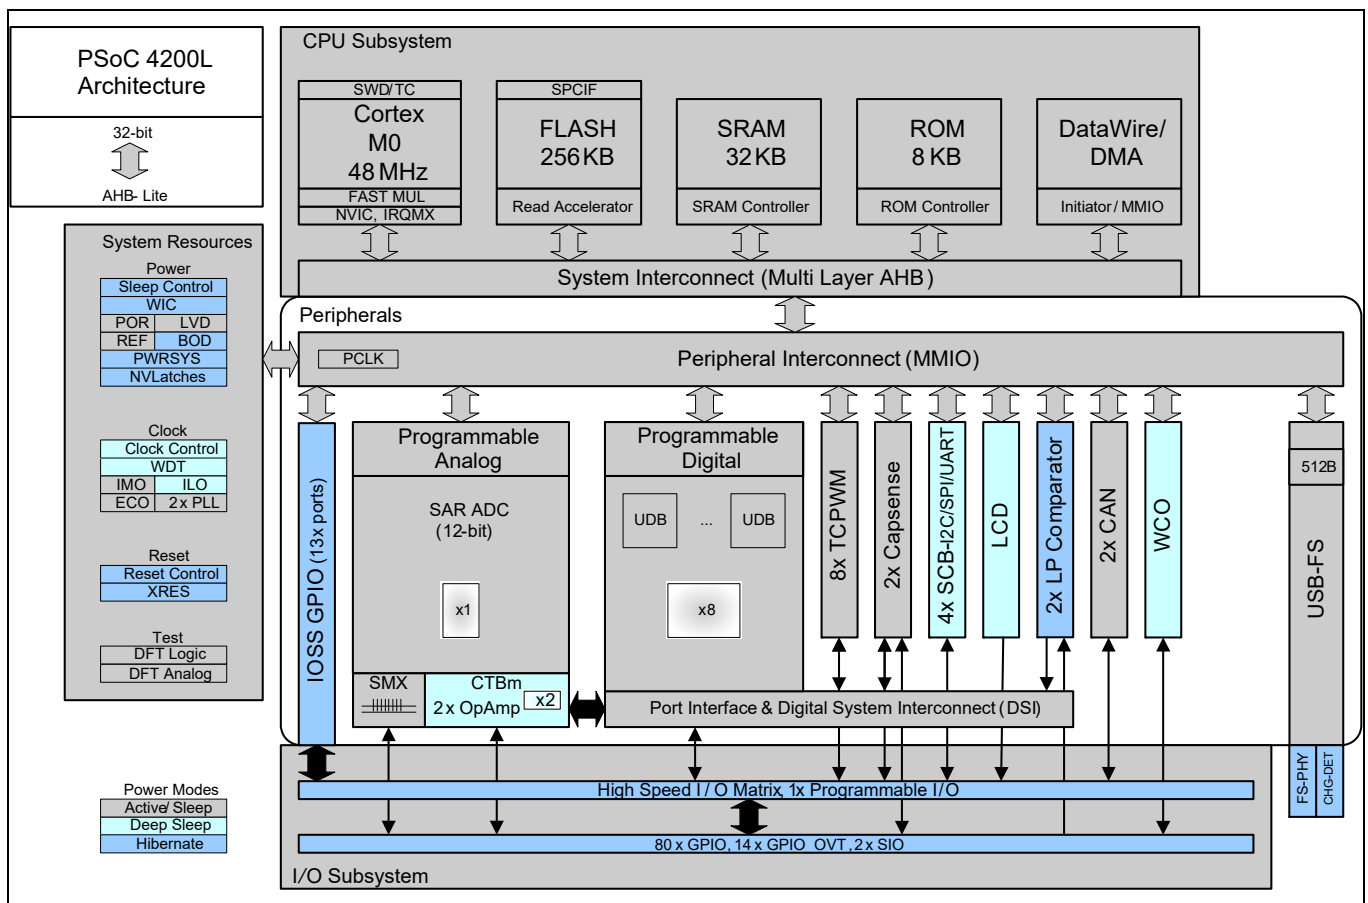 PSoC 4200L
Architecture
32-bit
AHB- Lite
CPU Subsystem
SWD/TC
Cortex
M0
48 MHz
FAST MUL
NVIC, IRQMX
SPCIF
FLASH
256 KB
Read Accelerator
SRAM
32 KB
SRAM Controller
ROM
8 KB
ROM Controller
DataWire/
DMA
Initiator / MMIO
System Interconnect (Multi Layer AHB)
System Resources
Power
Sleep Control
WIC
POR LVD
REF BOD
PWRSYS
NVLatches
Clock
Clock Control
WDT
IMO ILO
ECO 2x PLL
Reset
Reset Control
XRES
Test
DFT Logic
DFT Analog
Peripherals
PCLK
Peripheral Interconnect (MMIO)
IOSS GPIO (13x ports)
Programmable
Analog
SAR ADC
(12-bit)
x1
SMX
CTBm
2x OpAmp
x2
Programmable
Digital
UDB ... UDB
x8
8x TCPWM
2x Capsense
4x SCB-I2C/SPI/UART
LCD
2x LP Comparator
2x CAN
WCO
512B
USB-FS
Port Interface & Digital System Interconnect (DSI)
FS-PHY
CHG-DET
High Speed I / O Matrix, 1x Programmable I/O
80 x GPIO, 14 x GPIO_OVT, 2 x SIO
I/O Subsystem
Power Modes
Active/ Sleep
Deep Sleep
Hibernate